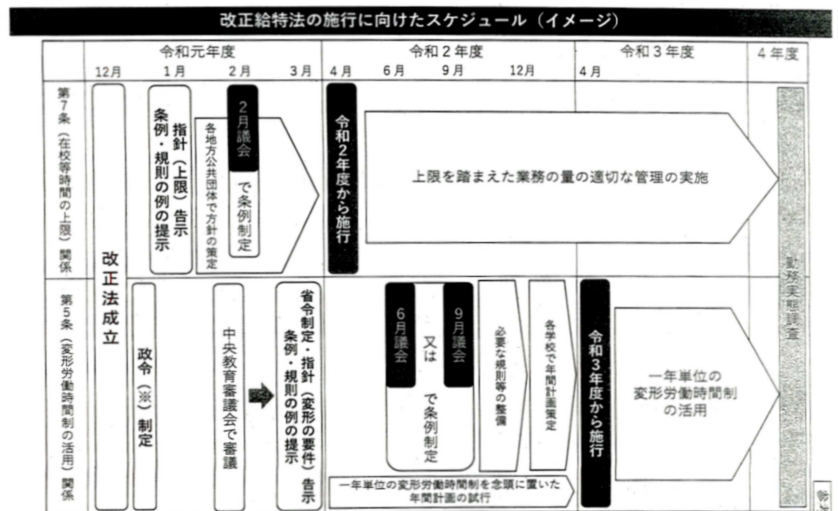 改正給特法の施行に向けたスケジュール（イメージ）
令和元年度
令和２年度
令和３年度
４年度
12月
１月
２月
３月
４月
６月
９月
12月
４月
第７条（在校等時間の上限）関係
改正法成立
指針（上限）告示
条例・規則の例の提示
各地方公共団体で方針の策定
２月議会
で条例制定
令和２年度から施行
上限を踏まえた業務の量の適切な管理の実施
勤務実態調査
第５条（変形労働時間制の活用）関係
政令（※）制定
中央教育審議会で審議
省令制定・指針（変形の要件）告示
条例・規則の例の提示
６月議会
又は
９月議会
で条例制定
必要な規則等の整備
各学校で年間計画策定
令和３年度から施行
一年単位の
変形労働時間制
の活用
一年単位の変形労働時間制を念頭に置いた
年間計画の試行